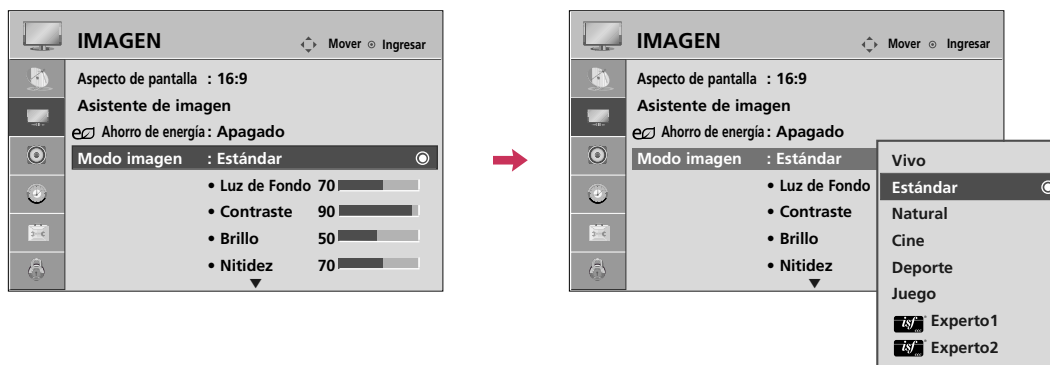 IMAGEN
Mover
Ingresar
Aspecto de pantalla : 16:9
Asistente de imagen
Ahorro de energía : Apagado
Modo imagen : Estándar
• Luz de Fondo 70
• Contraste 90
• Brillo 50
• Nitidez 70
IMAGEN
Mover
Ingresar
Aspecto de pantalla : 16:9
Asistente de imagen
Ahorro de energía : Apagado
Modo imagen : Estándar
• Luz de Fondo
• Contraste
• Brillo
• Nitidez
Vivo
Estándar
Natural
Cine
Deporte
Juego
isf Experto1
isf Experto2